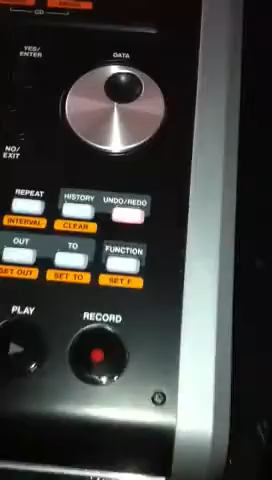 CD
YES/
ENTER
DATA
NO/
EXIT
REPEAT HISTORY UNDO/REDO
INTERVAL CLEAR
OUT TO FUNCTION
SET OUT SET TO SET F.
PLAY RECORD